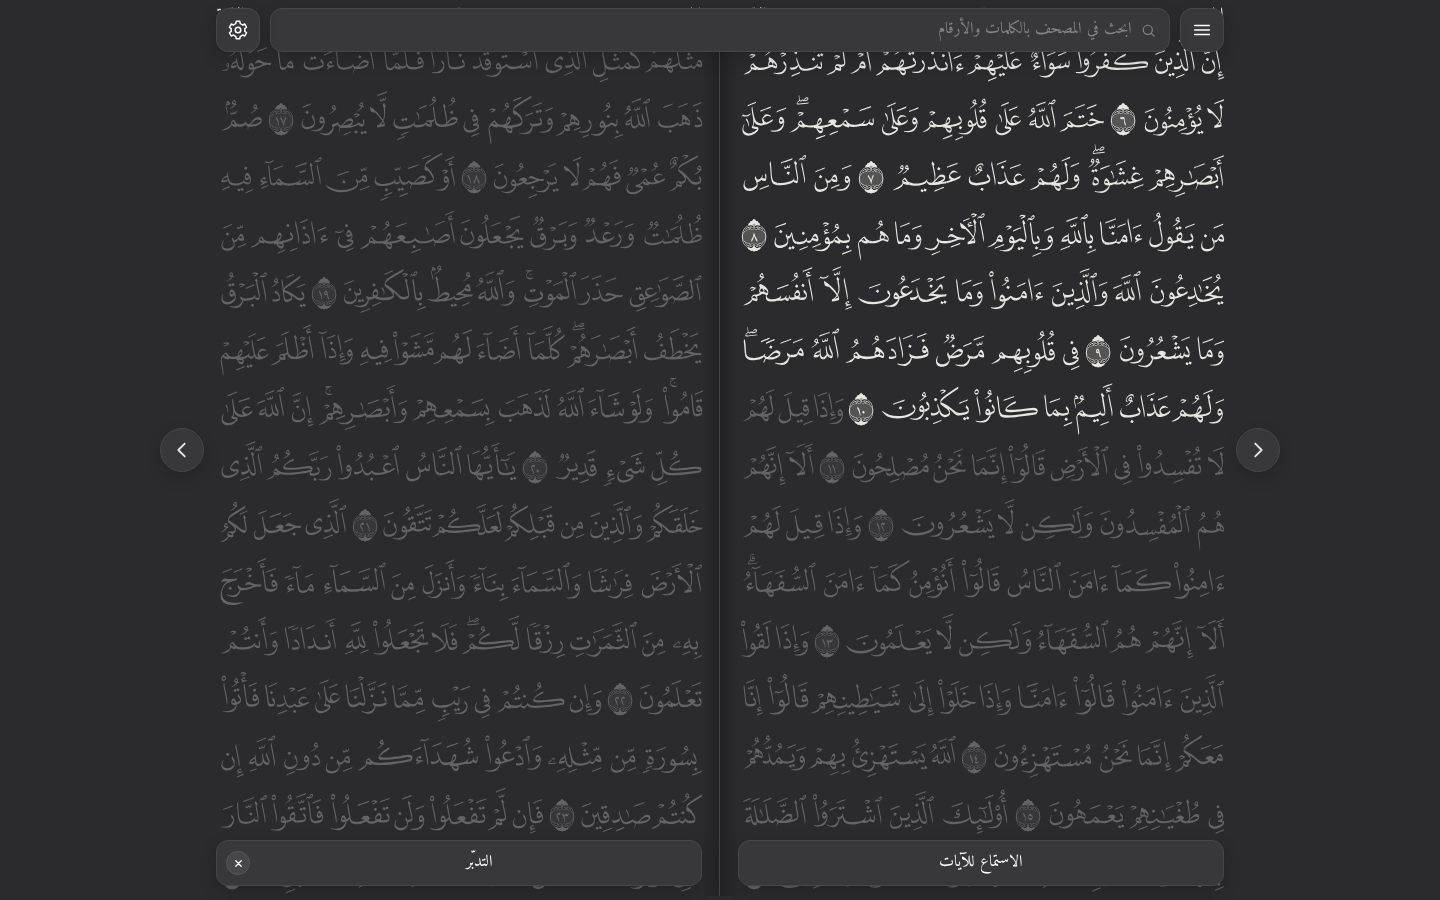 ابحث في المصحف بالكلمات والأرقام
إِنَّ ٱلَّذِينَ كَفَرُوا۟ سَوَآءٌ عَلَيْهِمْ ءَأَنذَرْتَهُمْ أَمْ لَمْ تُنذِرْهُمْ
لَا يُؤْمِنُونَ ٦ خَتَمَ ٱللَّهُ عَلَىٰ قُلُوبِهِمْ وَعَلَىٰ سَمْعِهِمْ ۖ وَعَلَىٰٓ
أَبْصَـٰرِهِمْ غِشَـٰوَةٌ ۖ وَلَهُمْ عَذَابٌ عَظِيمٌ ٧ وَمِنَ ٱلنَّاسِ
مَن يَقُولُ ءَامَنَّا بِٱللَّهِ وَبِٱلْيَوْمِ ٱلْـَٔاخِرِ وَمَا هُم بِمُؤْمِنِينَ ٨
يُخَـٰدِعُونَ ٱللَّهَ وَٱلَّذِينَ ءَامَنُوا۟ وَمَا يَخْدَعُونَ إِلَّآ أَنفُسَهُمْ
وَمَا يَشْعُرُونَ ٩ فِى قُلُوبِهِم مَّرَضٌ فَزَادَهُمُ ٱللَّهُ مَرَضًا ۖ
وَلَهُمْ عَذَابٌ أَلِيمٌۢ بِمَا كَانُوا۟ يَكْذِبُونَ ١٠ وَإِذَا قِيلَ لَهُمْ
لَا تُفْسِدُوا۟ فِى ٱلْأَرْضِ قَالُوٓا۟ إِنَّمَا نَحْنُ مُصْلِحُونَ ١١ أَلَآ إِنَّهُمْ
هُمُ ٱلْمُفْسِدُونَ وَلَـٰكِن لَّا يَشْعُرُونَ ١٢ وَإِذَا قِيلَ لَهُمْ
ءَامِنُوا۟ كَمَآ ءَامَنَ ٱلنَّاسُ قَالُوٓا۟ أَنُؤْمِنُ كَمَآ ءَامَنَ ٱلسُّفَهَآءُ ۗ
أَلَآ إِنَّهُمْ هُمُ ٱلسُّفَهَآءُ وَلَـٰكِن لَّا يَعْلَمُونَ ١٣ وَإِذَا لَقُوا۟
ٱلَّذِينَ ءَامَنُوا۟ قَالُوٓا۟ ءَامَنَّا وَإِذَا خَلَوْا۟ إِلَىٰ شَيَـٰطِينِهِمْ قَالُوٓا۟ إِنَّا
مَعَكُمْ إِنَّمَا نَحْنُ مُسْتَهْزِءُونَ ١٤ ٱللَّهُ يَسْتَهْزِئُ بِهِمْ وَيَمُدُّهُمْ
فِى طُغْيَـٰنِهِمْ يَعْمَهُونَ ١٥ أُو۟لَـٰٓئِكَ ٱلَّذِينَ ٱشْتَرَوُا۟ ٱلضَّلَـٰلَةَ
الاستماع للآيات
مَثَلُهُمْ كَمَثَلِ ٱلَّذِى ٱسْتَوْقَدَ نَارًا فَلَمَّآ أَضَآءَتْ مَا حَوْلَهُۥ
ذَهَبَ ٱللَّهُ بِنُورِهِمْ وَتَرَكَهُمْ فِى ظُلُمَـٰتٍ لَّا يُبْصِرُونَ ١٧ صُمٌّۢ
بُكْمٌ عُمْىٌ فَهُمْ لَا يَرْجِعُونَ ١٨ أَوْ كَصَيِّبٍ مِّنَ ٱلسَّمَآءِ فِيهِ
ظُلُمَـٰتٌ وَرَعْدٌ وَبَرْقٌ يَجْعَلُونَ أَصَـٰبِعَهُمْ فِىٓ ءَاذَانِهِم مِّنَ
ٱلصَّوَٰعِقِ حَذَرَ ٱلْمَوْتِ ۚ وَٱللَّهُ مُحِيطٌۢ بِٱلْكَـٰفِرِينَ ١٩ يَكَادُ ٱلْبَرْقُ
يَخْطَفُ أَبْصَـٰرَهُمْ ۖ كُلَّمَآ أَضَآءَ لَهُم مَّشَوْا۟ فِيهِ وَإِذَآ أَظْلَمَ عَلَيْهِمْ
قَامُوا۟ ۚ وَلَوْ شَآءَ ٱللَّهُ لَذَهَبَ بِسَمْعِهِمْ وَأَبْصَـٰرِهِمْ ۚ إِنَّ ٱللَّهَ عَلَىٰ
كُلِّ شَىْءٍ قَدِيرٌ ٢٠ يَـٰٓأَيُّهَا ٱلنَّاسُ ٱعْبُدُوا۟ رَبَّكُمُ ٱلَّذِى
خَلَقَكُمْ وَٱلَّذِينَ مِن قَبْلِكُمْ لَعَلَّكُمْ تَتَّقُونَ ٢١ ٱلَّذِى جَعَلَ لَكُمُ
ٱلْأَرْضَ فِرَٰشًا وَٱلسَّمَآءَ بِنَآءً وَأَنزَلَ مِنَ ٱلسَّمَآءِ مَآءً فَأَخْرَجَ
بِهِۦ مِنَ ٱلثَّمَرَٰتِ رِزْقًا لَّكُمْ ۖ فَلَا تَجْعَلُوا۟ لِلَّهِ أَندَادًا وَأَنتُمْ
تَعْلَمُونَ ٢٢ وَإِن كُنتُمْ فِى رَيْبٍ مِّمَّا نَزَّلْنَا عَلَىٰ عَبْدِنَا فَأْتُوا۟
بِسُورَةٍ مِّن مِّثْلِهِۦ وَٱدْعُوا۟ شُهَدَآءَكُم مِّن دُونِ ٱللَّهِ إِن
كُنتُمْ صَـٰدِقِينَ ٢٣ فَإِن لَّمْ تَفْعَلُوا۟ وَلَن تَفْعَلُوا۟ فَٱتَّقُوا۟ ٱلنَّارَ
التدبّر